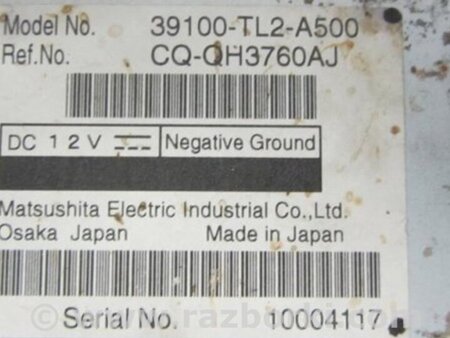 Model No. 39100-TL2-A500
Ref.No. CQ-QH3760AJ
DC 12V Negative Ground
Matsushita Electric Industrial Co.,Ltd.
Osaka Japan Made in Japan
Serial No. 10004117